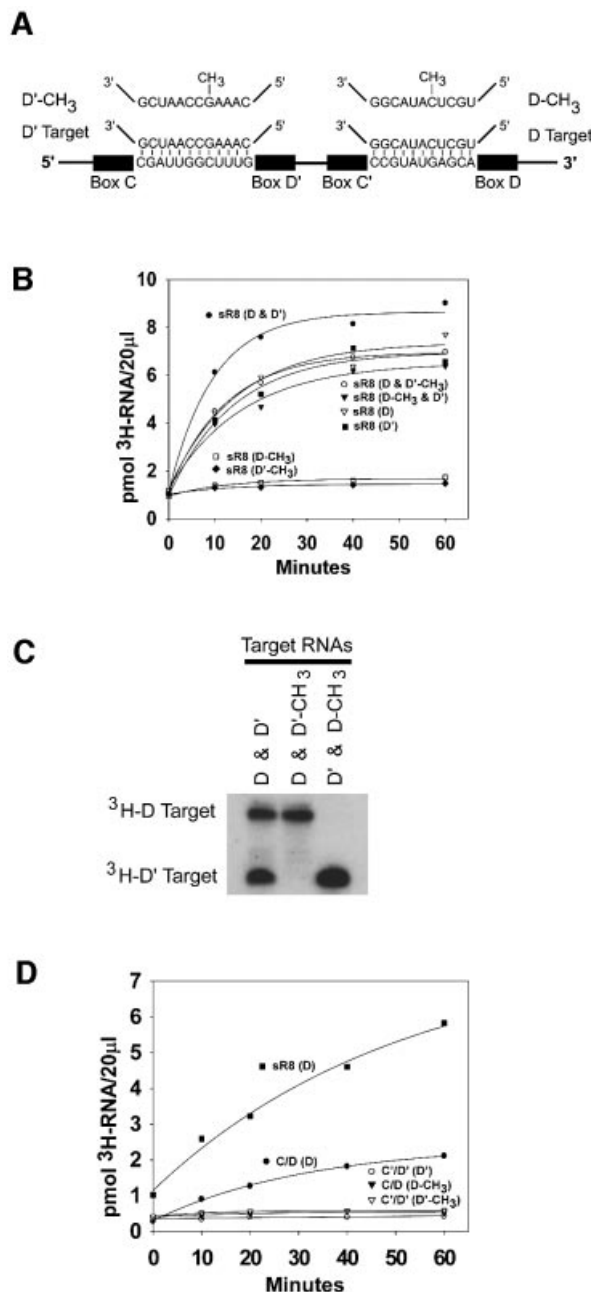 A
CH3 CH3
3' 5' 3' 5'
D'-CH3 GCUAACCGAAAC GGCAUACUCGU D-CH3
3' 5' 3' 5'
D' Target GCUAACCGAAAC GGCAUACUCGU D Target
5' CGAUUGGCUUUG CCGUAUGAGCA 3'
Box C Box D' Box C' Box D
B
10
8
6
4
2
0
pmol ³H-RNA/20µl
sR8 (D & D')
sR8 (D & D'-CH3)
sR8 (D-CH3 & D')
sR8 (D)
sR8 (D')
sR8 (D-CH3)
sR8 (D'-CH3)
0 10 20 30 40 50 60
Minutes
C
Target RNAs
D & D'
D & D'-CH3
D' & D-CH3
³H-D Target
³H-D' Target
D
7
6
5
4
3
2
1
0
pmol ³H-RNA/20µl
sR8 (D)
C/D (D)
C'/D' (D')
C/D (D-CH3)
C'/D' (D'-CH3)
0 10 20 30 40 50 60
Minutes